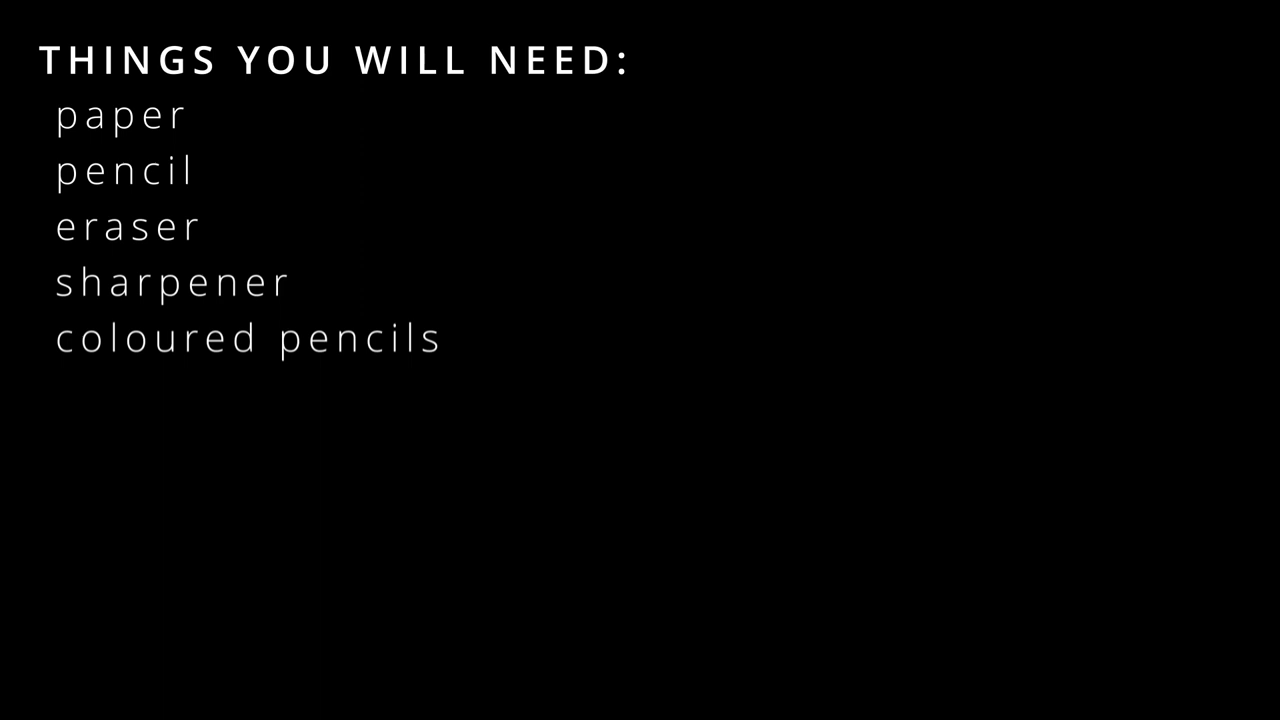 THINGS YOU WILL NEED:
paper
pencil
eraser
sharpener
coloured pencils